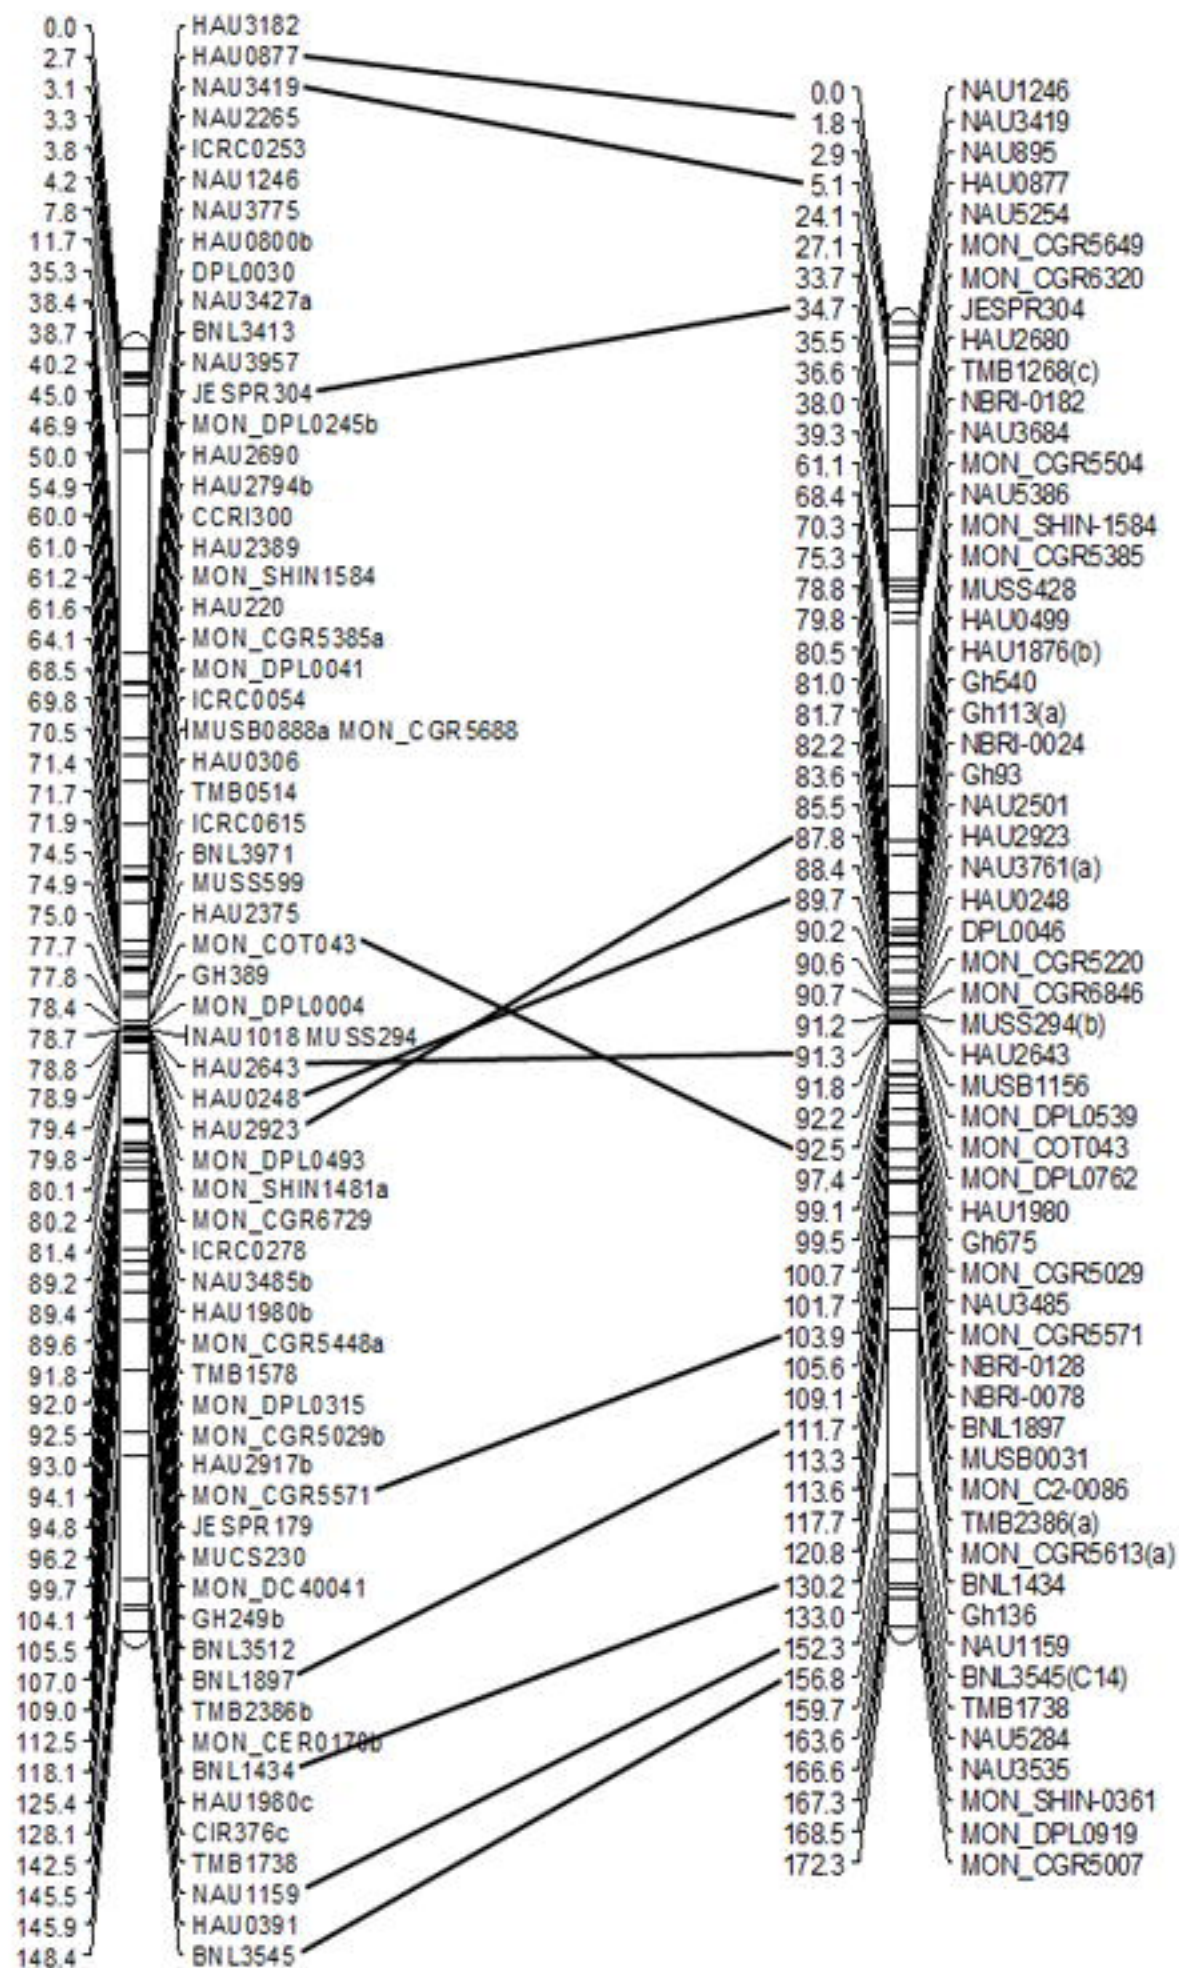 0.0 HAU3182
2.7 HAU0877
3.1 NAU3419
3.3 NAU2265
3.8 ICRC0253
4.2 NAU1246
7.8 NAU3775
11.7 HAU0800b
35.3 DPL0030
38.4 NAU3427a
38.7 BNL3413
40.2 NAU3957
45.0 JESPR304
46.9 MON_DPL0245b
50.0 HAU2690
54.9 HAU2794b
60.0 CCRI300
61.0 HAU2389
61.2 MON_SHIN1584
61.6 HAU220
64.1 MON_CGR5385a
68.5 MON_DPL0041
69.8 ICRC0054
70.5 MUSB0888a MON_CGR5688
71.4 HAU0306
71.7 TMB0514
71.9 ICRC0615
74.5 BNL3971
74.9 MUSS599
75.0 HAU2375
77.7 MON_COT043
77.8 GH389
78.4 MON_DPL0004
78.7 NAU1018 MUSS294
78.8 HAU2643
78.9 HAU0248
79.4 HAU2923
79.8 MON_DPL0493
80.1 MON_SHIN1481a
80.2 MON_CGR6729
81.4 ICRC0278
89.2 NAU3485b
89.4 HAU1980b
89.6 MON_CGR5448a
91.8 TMB1578
92.0 MON_DPL0315
92.5 MON_CGR5029b
93.0 HAU2917b
94.1 MON_CGR5571
94.8 JESPR179
96.2 MUCS230
99.7 MON_DC40041
104.1 GH249b
105.5 BNL3512
107.0 BNL1897
109.0 TMB2386b
112.5 MON_CER0170b
118.1 BNL1434
125.4 HAU1980c
128.1 CIR376c
142.5 TMB1738
145.5 NAU1159
145.9 HAU0391
148.4 BNL3545
0.0 NAU1246
1.8 NAU3419
2.9 NAU895
5.1 HAU0877
24.1 NAU5254
27.1 MON_CGR5649
33.7 MON_CGR6320
34.7 JESPR304
35.5 HAU2680
36.6 TMB1268(c)
38.0 NBRI-0182
39.3 NAU3684
61.1 MON_CGR5504
68.4 NAU5386
70.3 MON_SHIN-1584
75.3 MON_CGR5385
78.8 MUSS428
79.8 HAU0499
80.5 HAU1876(b)
81.0 Gh540
81.7 Gh113(a)
82.2 NBRI-0024
83.6 Gh93
85.5 NAU2501
87.8 HAU2923
88.4 NAU3761(a)
89.7 HAU0248
90.2 DPL0046
90.6 MON_CGR5220
90.7 MON_CGR6846
91.2 MUSS294(b)
91.3 HAU2643
91.8 MUSB1156
92.2 MON_DPL0539
92.5 MON_COT043
97.4 MON_DPL0762
99.1 HAU1980
99.5 Gh675
100.7 MON_CGR5029
101.7 NAU3485
103.9 MON_CGR5571
105.6 NBRI-0128
109.1 NBRI-0078
111.7 BNL1897
113.3 MUSB0031
113.6 MON_C2-0086
117.7 TMB2386(a)
120.8 MON_CGR5613(a)
130.2 BNL1434
133.0 Gh136
152.3 NAU1159
156.8 BNL3545(C14)
159.7 TMB1738
163.6 NAU5284
166.6 NAU3535
167.3 MON_SHIN-0361
168.5 MON_DPL0919
172.3 MON_CGR5007